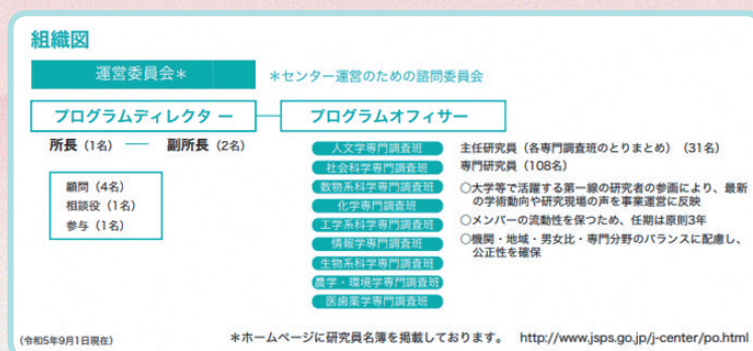 組織図
運営委員会*
*センター運営のための諮問委員会
プログラムディレクター
プログラムオフィサー
所長（1名） ── 副所長（2名）
顧問（4名）
相談役（1名）
参与（1名）
人文学専門調査班
社会科学専門調査班
数物系科学専門調査班
化学専門調査班
工学系科学専門調査班
情報学専門調査班
生物系科学専門調査班
農学・環境学専門調査班
医歯薬学専門調査班
主任研究員（各専門調査班のとりまとめ）（31名）
専門研究員（108名）
○大学等で活躍する第一線の研究者の参画により、最新
の学術動向や研究現場の声を事業運営に反映
○メンバーの流動性を保つため、任期は原則3年
○機関・地域・男女比・専門分野のバランスに配慮し、
公正性を確保
（令和5年9月1日現在）
*ホームページに研究員名簿を掲載しております。 http://www.jsps.go.jp/j-center/po.html